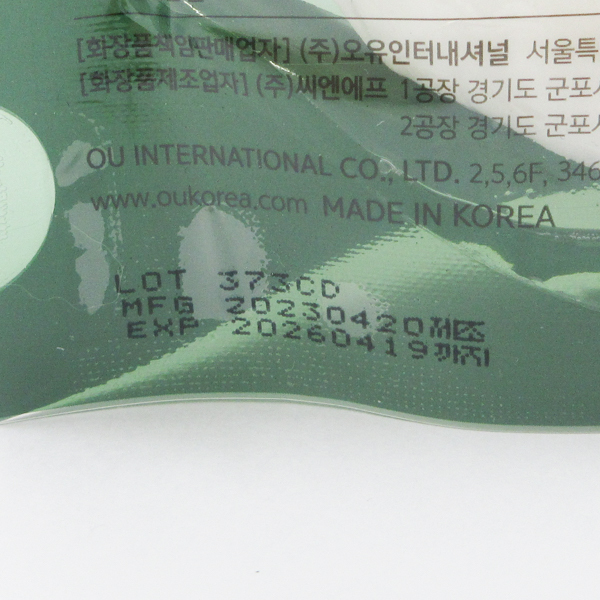 [화장품책임판매업자] (주)오유인터내셔널 서울특
[화장품제조업자] (주)씨엔에프 1공장 경기도 군포시
2공장 경기도 군포시
OU INTERNATIONAL CO., LTD. 2,5,6F, 346
www.oukorea.com MADE IN KOREA
LOT 373CD
MFG 20230420제조
EXP 20260419까지